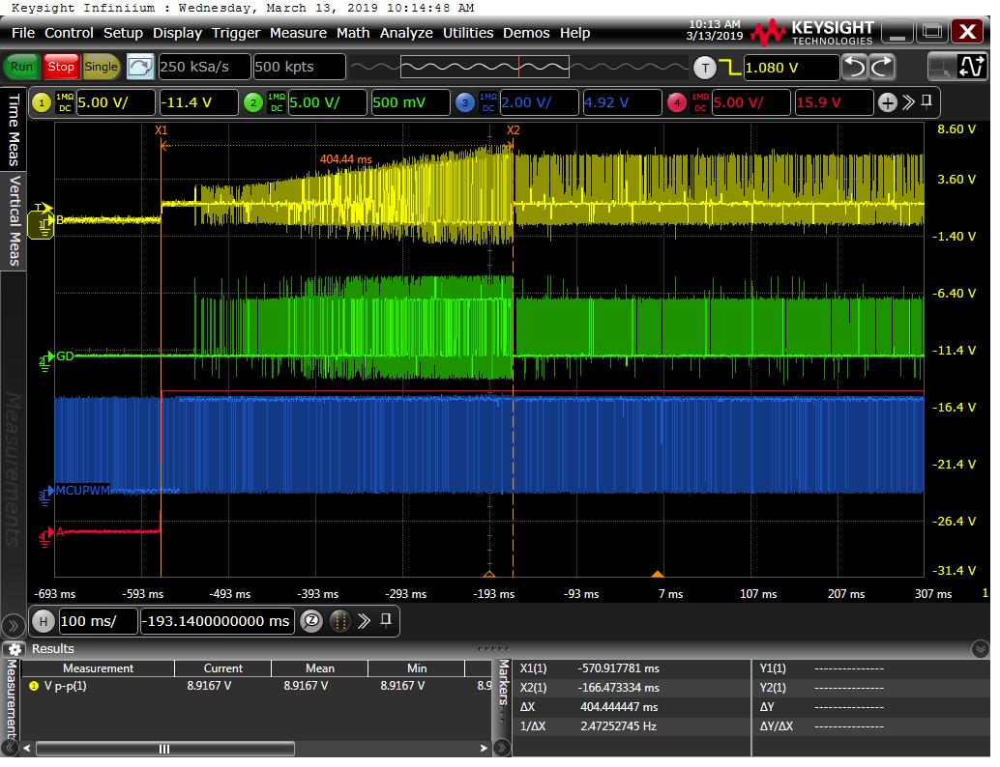 Keysight Infiniium : Wednesday, March 13, 2019 10:14:48 AM
File Control Setup Display Trigger Measure Math Analyze Utilities Demos Help
10:13 AM
3/13/2019
KEYSIGHT
TECHNOLOGIES
Run Stop Single 250 kSa/s 500 kpts T 1.080 V
1 1MΩ DC 5.00 V/ -11.4 V 2 1MΩ DC 5.00 V/ 500 mV 3 1MΩ DC 2.00 V/ 4.92 V 4 1MΩ DC 5.00 V/ 15.9 V
Time Meas
Vertical Meas
Measurements
X1 X2
404.44 ms
8.60 V
3.60 V
-1.40 V
-6.40 V
-11.4 V
-16.4 V
-21.4 V
-26.4 V
-31.4 V
T
1 B
2 GD
3 MCUPWM
4 A
-693 ms -593 ms -493 ms -393 ms -293 ms -193 ms -93 ms 7 ms 107 ms 207 ms 307 ms 1
H 100 ms/ -193.1400000000 ms Z
Results
Measurements
Measurement Current Mean Min
1 V p-p(1) 8.9167 V 8.9167 V 8.9167 V 8.9
Markers
X1(1) -570.917781 ms Y1(1) ---------------
X2(1) -166.473334 ms Y2(1) ---------------
ΔX 404.444447 ms ΔY ---------------
1/ΔX 2.47252745 Hz ΔY/ΔX ---------------